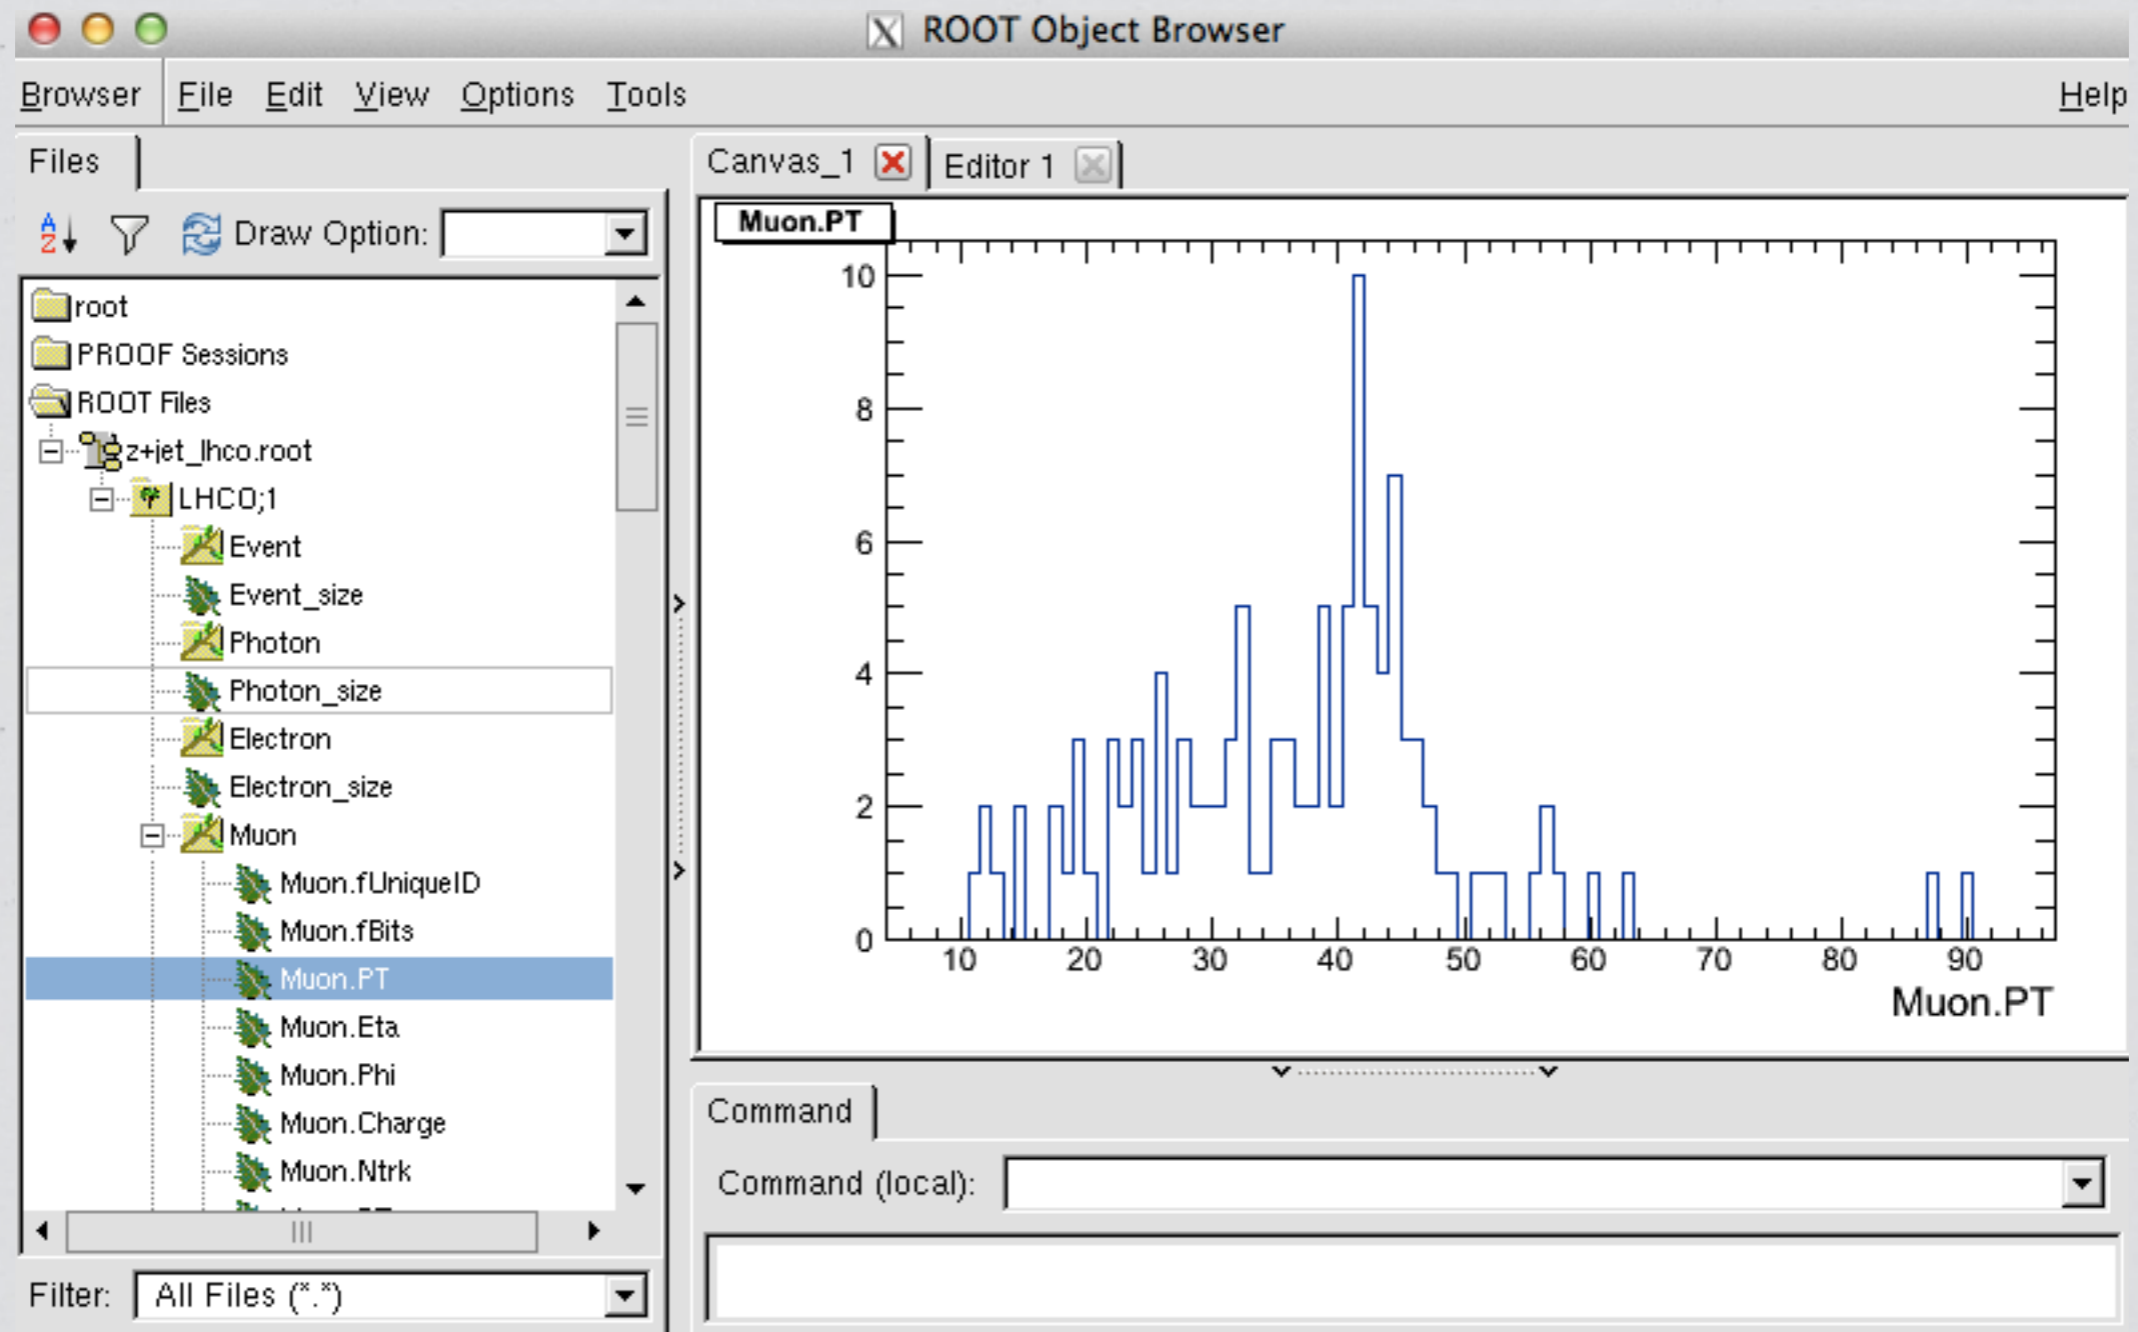 ROOT Object Browser
Browser File Edit View Options Tools Help
Files
Draw Option:
root
PROOF Sessions
ROOT Files
z+jet_lhco.root
LHCO;1
Event
Event_size
Photon
Photon_size
Electron
Electron_size
Muon
Muon.fUniqueID
Muon.fBits
Muon.PT
Muon.Eta
Muon.Phi
Muon.Charge
Muon.Ntrk
Filter: All Files (*.*)
Canvas_1 Editor 1
Muon.PT
10
8
6
4
2
0
10 20 30 40 50 60 70 80 90
Muon.PT
Command
Command (local):